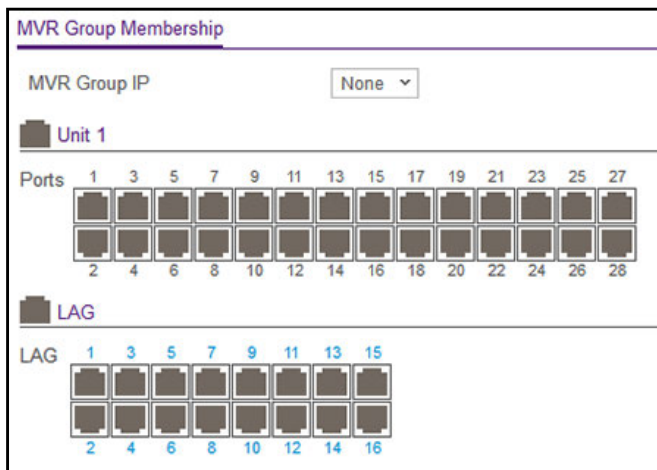 MVR Group Membership
MVR Group IP None
Unit 1
Ports 1 3 5 7 9 11 13 15 17 19 21 23 25 27
2 4 6 8 10 12 14 16 18 20 22 24 26 28
LAG
LAG 1 3 5 7 9 11 13 15
2 4 6 8 10 12 14 16